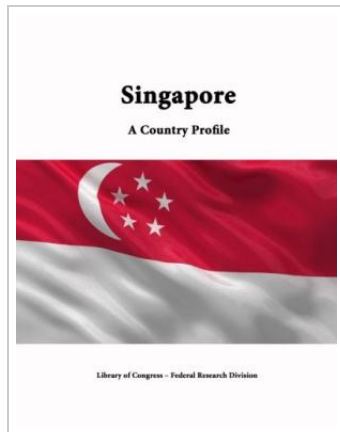 Singapore
A Country Profile
Library of Congress – Federal Research Division